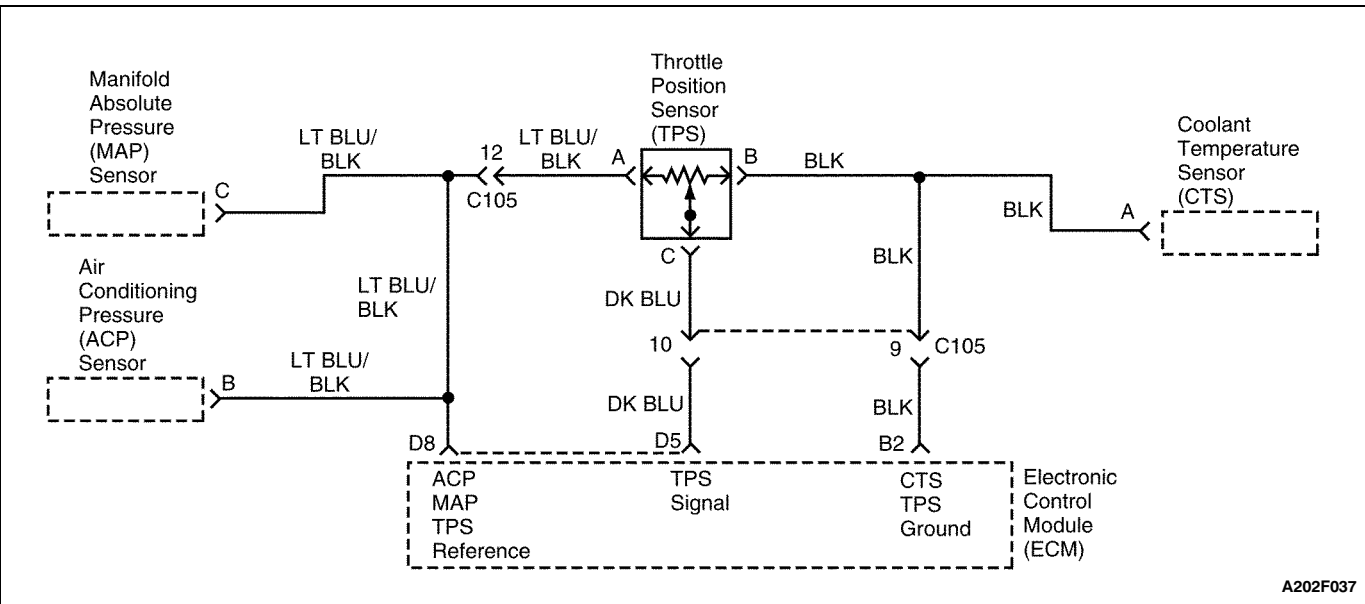 Manifold
Absolute
Pressure
(MAP)
Sensor
C
LT BLU/
BLK
12
C105
LT BLU/
BLK
A
Throttle
Position
Sensor
(TPS)
B
BLK
C
Coolant
Temperature
Sensor
(CTS)
BLK
A
Air
Conditioning
Pressure
(ACP)
Sensor
B
LT BLU/
BLK
LT BLU/
BLK
DK BLU
BLK
10
9
C105
DK BLU
BLK
D8
D5
B2
ACP
MAP
TPS
Reference
TPS
Signal
CTS
TPS
Ground
Electronic
Control
Module
(ECM)
A202F037